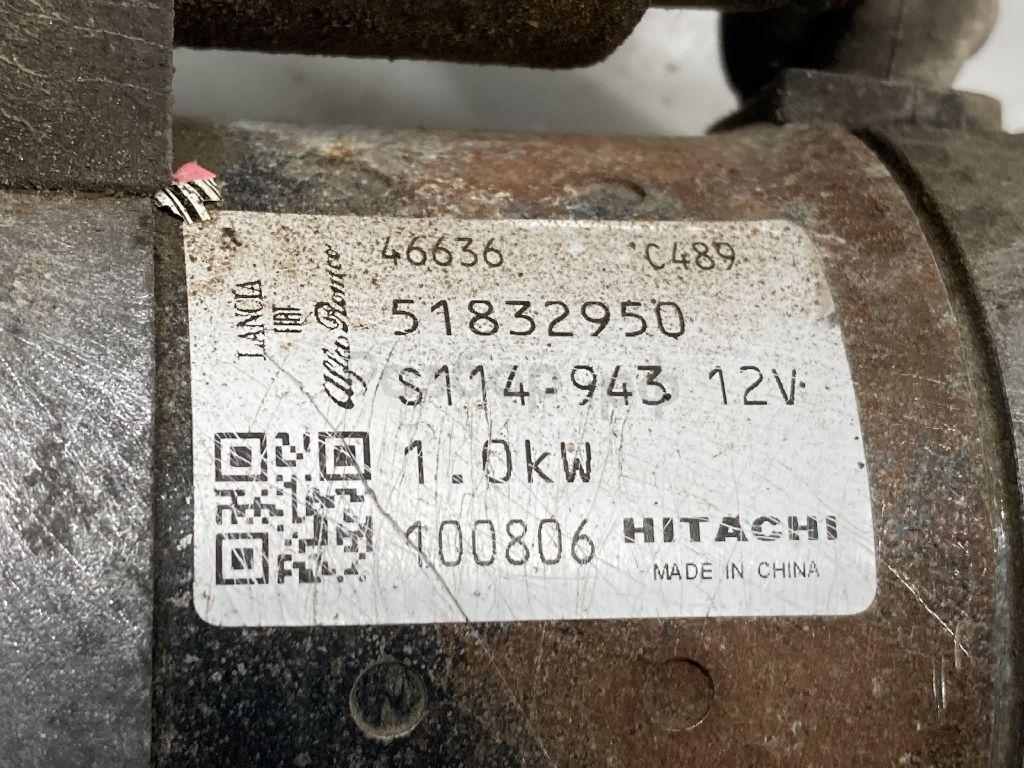 46636 C489
51832950
S114-943 12V
1.0kW
100806 HITACHI
MADE IN CHINA
LANCIA
FIAT
Alfa Romeo